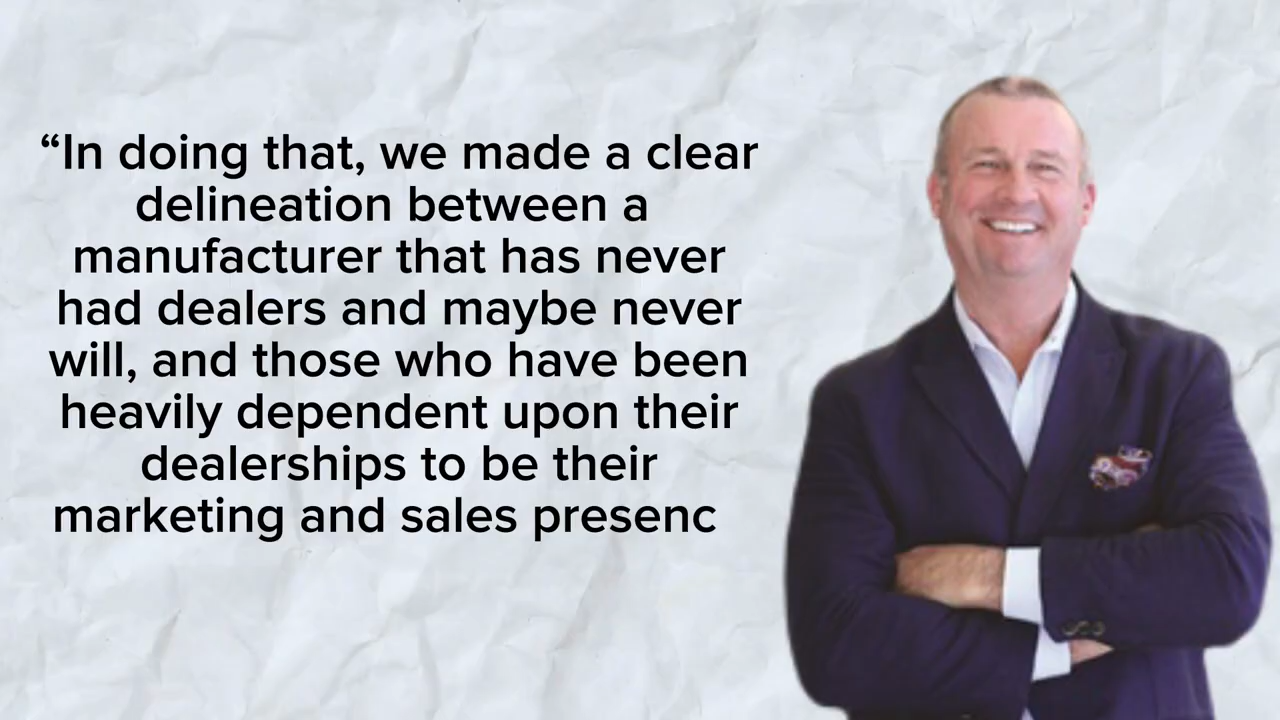 “In doing that, we made a clear
delineation between a
manufacturer that has never
had dealers and maybe never
will, and those who have been
heavily dependent upon their
dealerships to be their
marketing and sales presenc